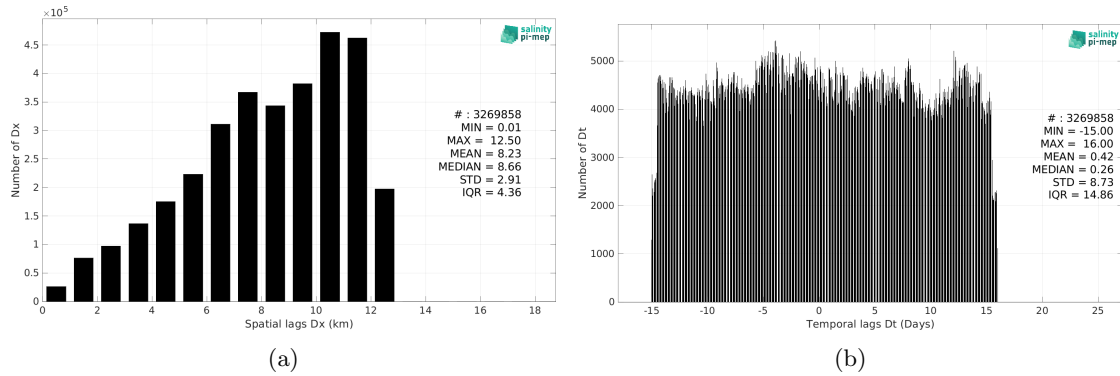 ×10⁵
4.5
4
3.5
3
2.5
2
1.5
1
0.5
0
Number of Dx
0 2 4 6 8 10 12 14 16 18
Spatial lags Dx (km)
salinity
pi-mep
# : 3269858
MIN = 0.01
MAX = 12.50
MEAN = 8.23
MEDIAN = 8.66
STD = 2.91
IQR = 4.36
(a)
5000
4000
3000
2000
1000
0
Number of Dt
-15 -10 -5 0 5 10 15 20 25
Temporal lags Dt (Days)
salinity
pi-mep
# : 3269858
MIN = -15.00
MAX = 16.00
MEAN = 0.42
MEDIAN = 0.26
STD = 8.73
IQR = 14.86
(b)